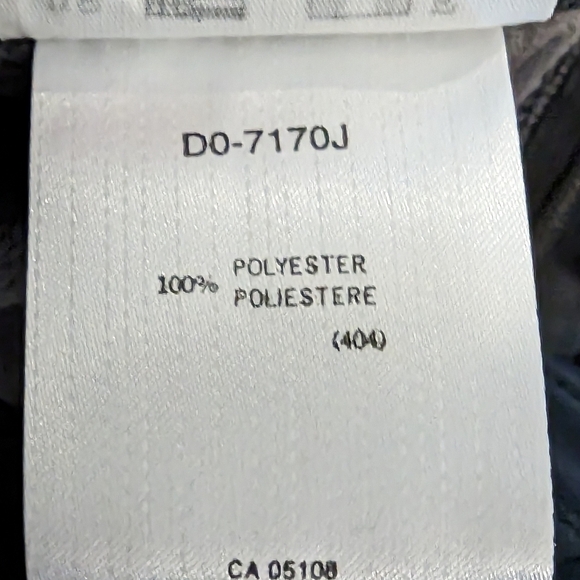 D0-7170J
100% POLYESTER
POLIESTERE
(404)
CA 05108